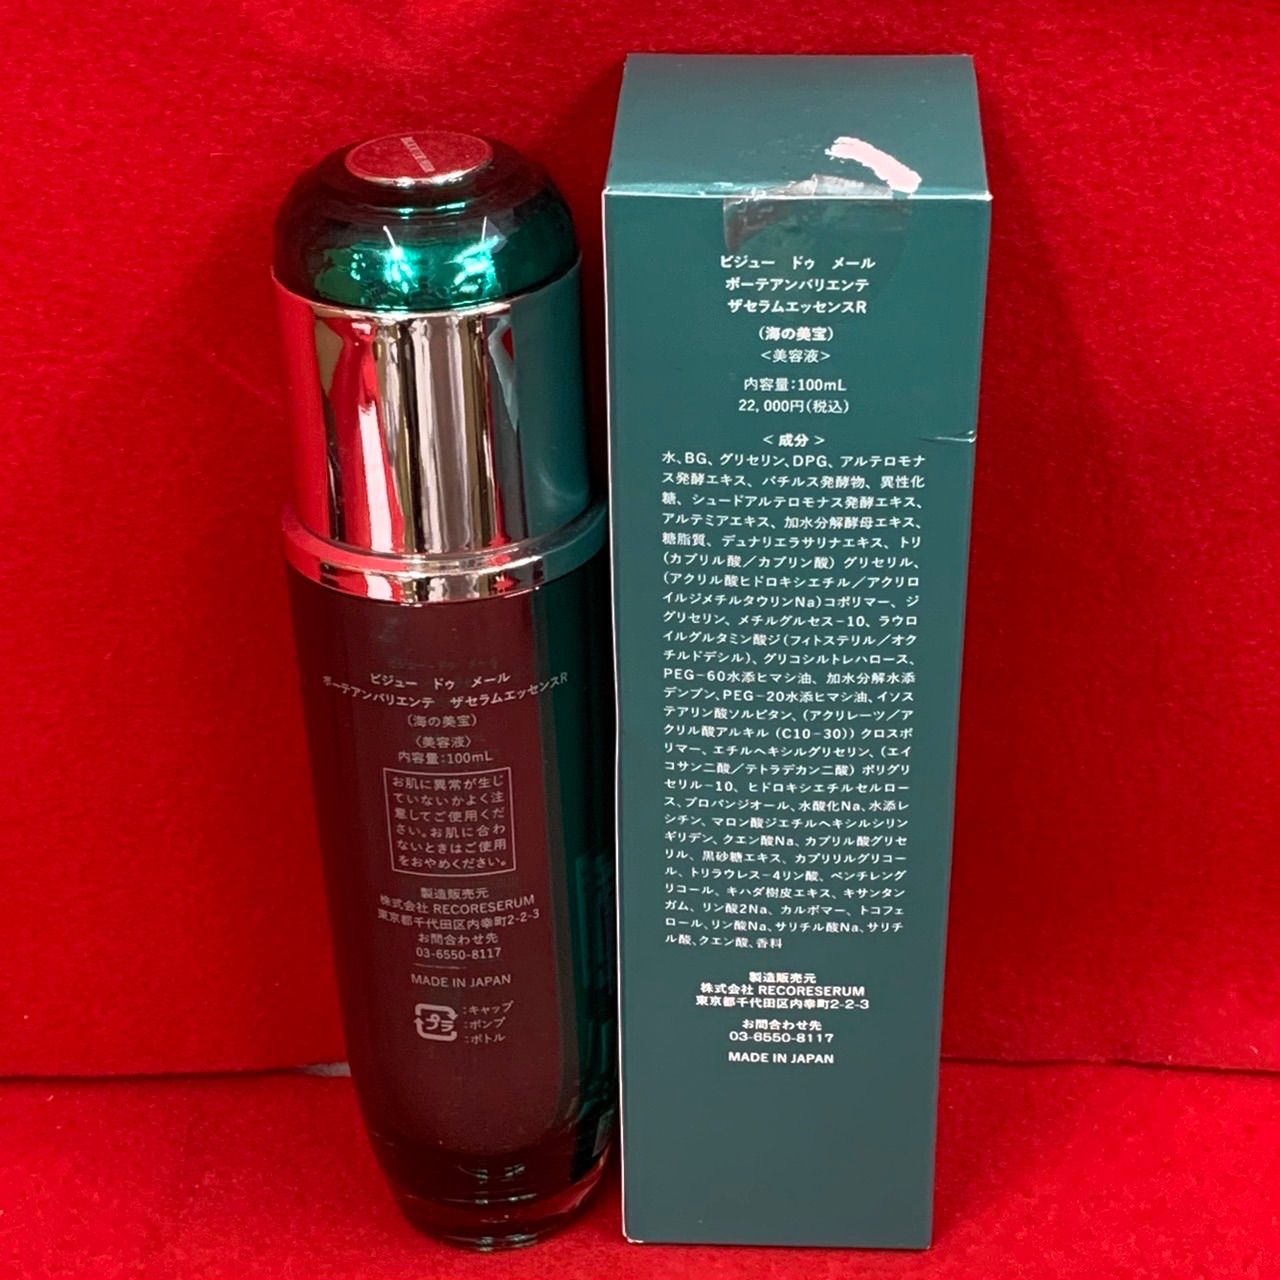 ビジュー ドゥ メール
ボーテアンバリエンテ ザセラムエッセンスR
(海の美宝)
〈美容液〉
内容量:100mL
お肌に異常が生じ
ていないかよく注
意してご使用くだ
さい。お肌に合わ
ないときはご使用
をおやめください。
製造販売元
株式会社 RECORESERUM
東京都千代田区内幸町2-2-3
お問合わせ先
03-6550-8117
MADE IN JAPAN
プラ
:キャップ
:ポンプ
:ボトル
ビジュー ドゥ メール
ボーテアンバリエンテ
ザセラムエッセンスR
(海の美宝)
<美容液>
内容量:100mL
22,000円(税込)
<成分>
水、BG、グリセリン、DPG、アルテロモナ
ス発酵エキス、バチルス発酵物、異性化
糖、シュードアルテロモナス発酵エキス、
アルテミアエキス、加水分解酵母エキス、
糖脂質、デュナリエラサリナエキス、トリ
(カプリル酸/カプリン酸)グリセリル、
(アクリル酸ヒドロキシエチル/アクリロ
イルジメチルタウリンNa)コポリマー、ジ
グリセリン、メチルグルセス-10、ラウロ
イルグルタミン酸ジ(フィトステリル/オク
チルドデシル)、グリコシルトレハロース、
PEG-60水添ヒマシ油、加水分解水添
デンプン、PEG-20水添ヒマシ油、イソス
テアリン酸ソルビタン、(アクリレーツ/ア
クリル酸アルキル(C10-30))クロスポ
リマー、エチルヘキシルグリセリン、(エイ
コサン二酸/テトラデカン二酸)ポリグリ
セリル-10、ヒドロキシエチルセルロー
ス、プロパンジオール、水酸化Na、水添レ
シチン、マロン酸ジエチルヘキシルシリン
ギリデン、クエン酸Na、カプリル酸グリセ
リル、黒砂糖エキス、カプリリルグリコー
ル、トリラウレス-4リン酸、ペンチレング
リコール、キハダ樹皮エキス、キサンタン
ガム、リン酸2Na、カルボマー、トコフェ
ロール、リン酸Na、サリチル酸Na、サリチ
ル酸、クエン酸、香料
製造販売元
株式会社 RECORESERUM
東京都千代田区内幸町2-2-3
お問合わせ先
03-6550-8117
MADE IN JAPAN